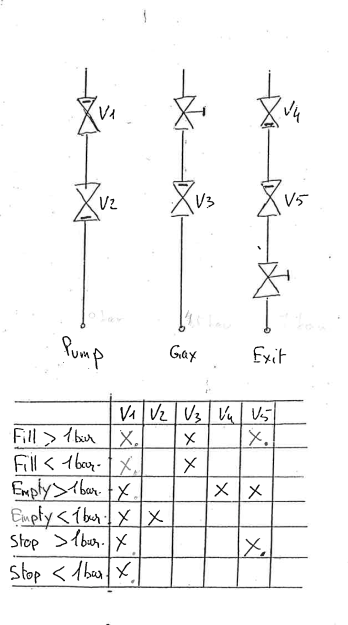 V1
V4
V2
V3
V5
Pump
Gax
Exit
V1 V2 V3 V4 V5
Fill > 1bar X. X X.
Fill < 1bar. X. X
Empty>1bar. X. X X
Empty<1bar. X X
Stop >1bar. X. X.
Stop < 1bar. X.